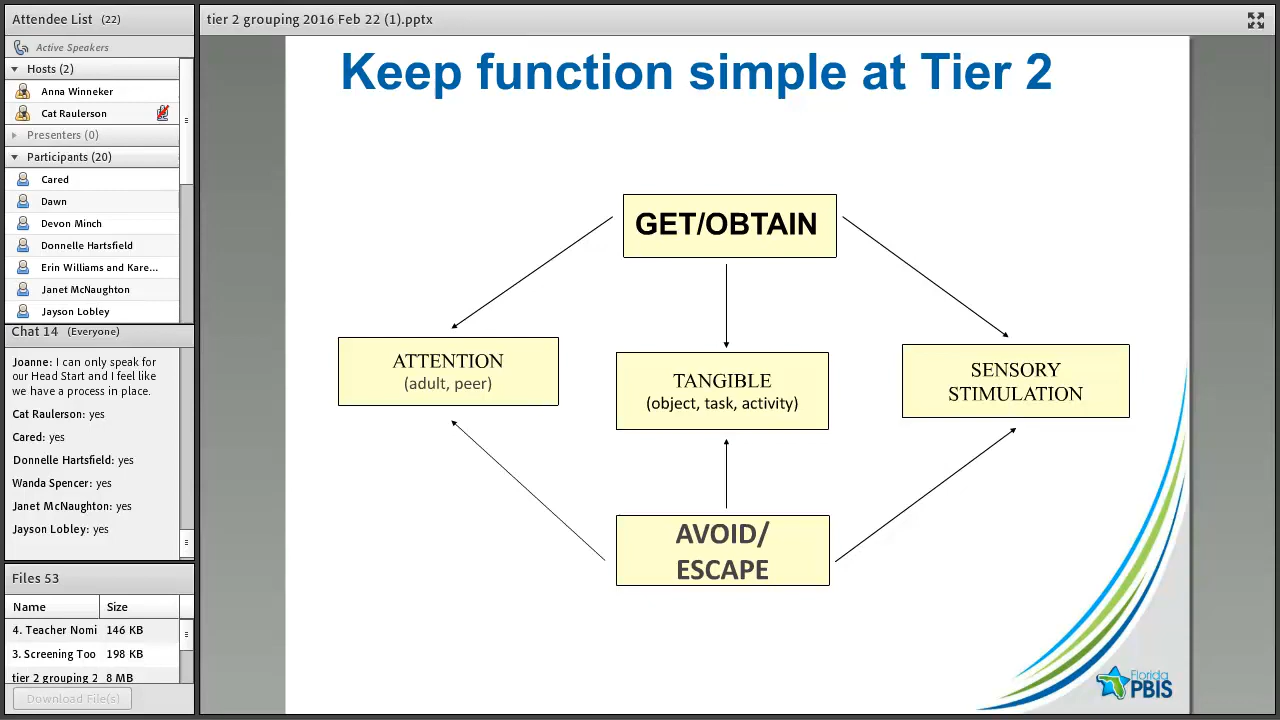 Attendee List (22)
Active Speakers
Hosts (2)
Anna Winneker
Cat Raulerson
Presenters (0)
Participants (20)
Cared
Dawn
Devon Minch
Donnelle Hartsfield
Erin Williams and Kare...
Janet McNaughton
Jayson Lobley
Chat 14 (Everyone)
Joanne: I can only speak for
our Head Start and I feel like
we have a process in place.
Cat Raulerson: yes
Cared: yes
Donnelle Hartsfield: yes
Wanda Spencer: yes
Janet McNaughton: yes
Jayson Lobley: yes
Files 53
Name Size
4. Teacher Nomi 146 KB
3. Screening Too 198 KB
tier 2 grouping 2 8 MB
Download File(s)
tier 2 grouping 2016 Feb 22 (1).pptx
Keep function simple at Tier 2
GET/OBTAIN
ATTENTION
(adult, peer)
TANGIBLE
(object, task, activity)
SENSORY
STIMULATION
AVOID/
ESCAPE
Florida
PBIS